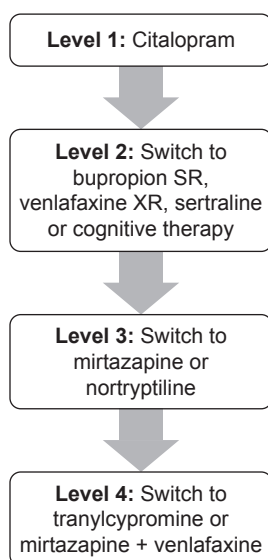 Level 1: Citalopram
Level 2: Switch to
bupropion SR,
venlafaxine XR, sertraline
or cognitive therapy
Level 3: Switch to
mirtazapine or
nortryptiline
Level 4: Switch to
tranylcypromine or
mirtazapine + venlafaxine